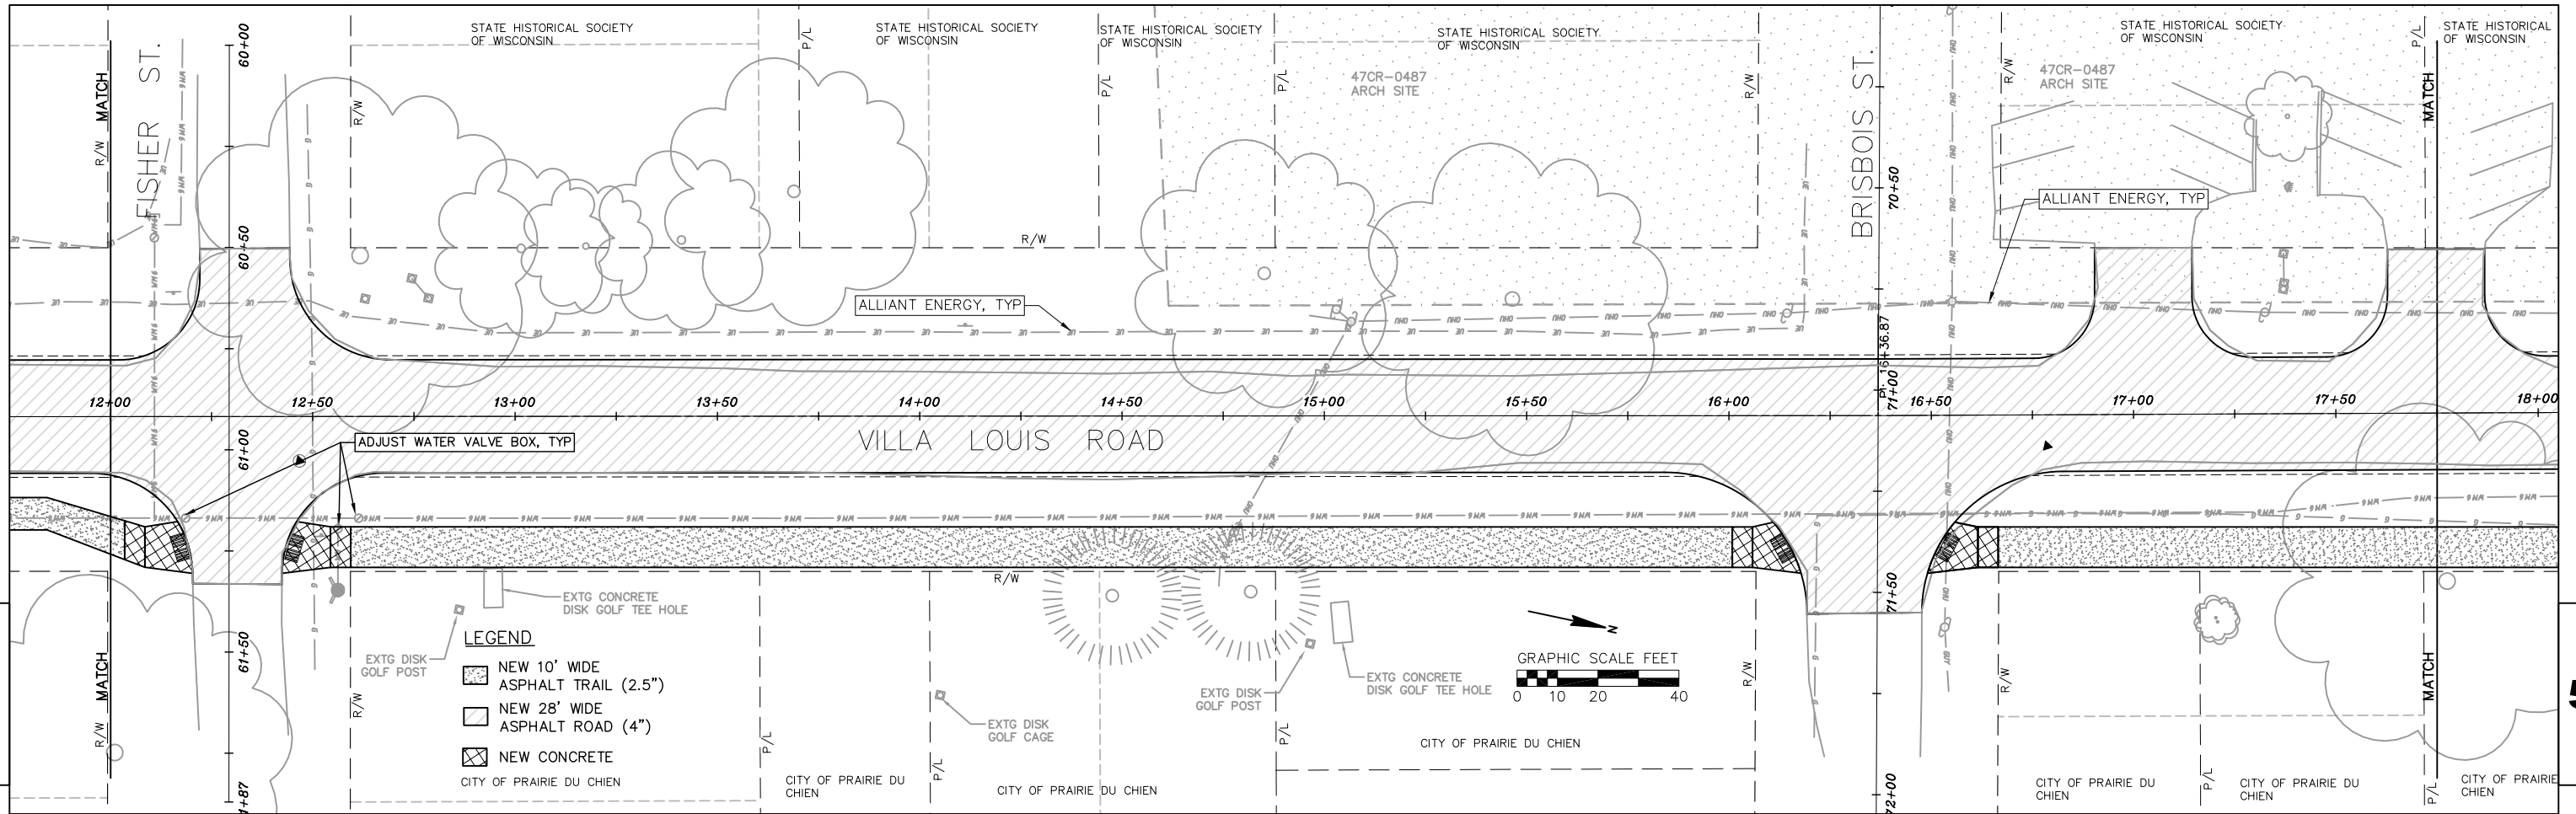 STATE HISTORICAL SOCIETY
OF WISCONSIN
STATE HISTORICAL SOCIETY
OF WISCONSIN
STATE HISTORICAL SOCIETY
OF WISCONSIN
STATE HISTORICAL SOCIETY
OF WISCONSIN
STATE HISTORICAL SOCIETY
OF WISCONSIN
STATE HISTORICAL
OF WISCONSIN
FISHER ST.
BRISBOIS ST.
MATCH
R/W
60+00
R/W
P/L
P/L
P/L
R/W
R/W
P/L
MATCH
47CR-0487
ARCH SITE
47CR-0487
ARCH SITE
70+50
ALLIANT ENERGY, TYP
60+50
R/W
ALLIANT ENERGY, TYP
PI: 16+36.87
71+00
12+00
12+50
13+00
13+50
14+00
14+50
15+00
15+50
16+00
16+50
17+00
17+50
18+00
61+00
ADJUST WATER VALVE BOX, TYP
VILLA LOUIS ROAD
R/W
71+50
EXTG CONCRETE
DISK GOLF TEE HOLE
LEGEND
EXTG DISK
GOLF POST
61+50
MATCH
R/W
R/W
NEW 10' WIDE
ASPHALT TRAIL (2.5")
NEW 28' WIDE
ASPHALT ROAD (4")
NEW CONCRETE
CITY OF PRAIRIE DU CHIEN
1+87
P/L
CITY OF PRAIRIE DU
CHIEN
P/L
EXTG DISK
GOLF CAGE
CITY OF PRAIRIE DU CHIEN
EXTG DISK
GOLF POST
P/L
EXTG CONCRETE
DISK GOLF TEE HOLE
N
GRAPHIC SCALE FEET
0 10 20 40
CITY OF PRAIRIE DU CHIEN
R/W
72+00
R/W
CITY OF PRAIRIE DU
CHIEN
P/L
CITY OF PRAIRIE DU
CHIEN
MATCH
P/L
CITY OF PRAIRIE
CHIEN
UE
WM6
G
OHU
GUY